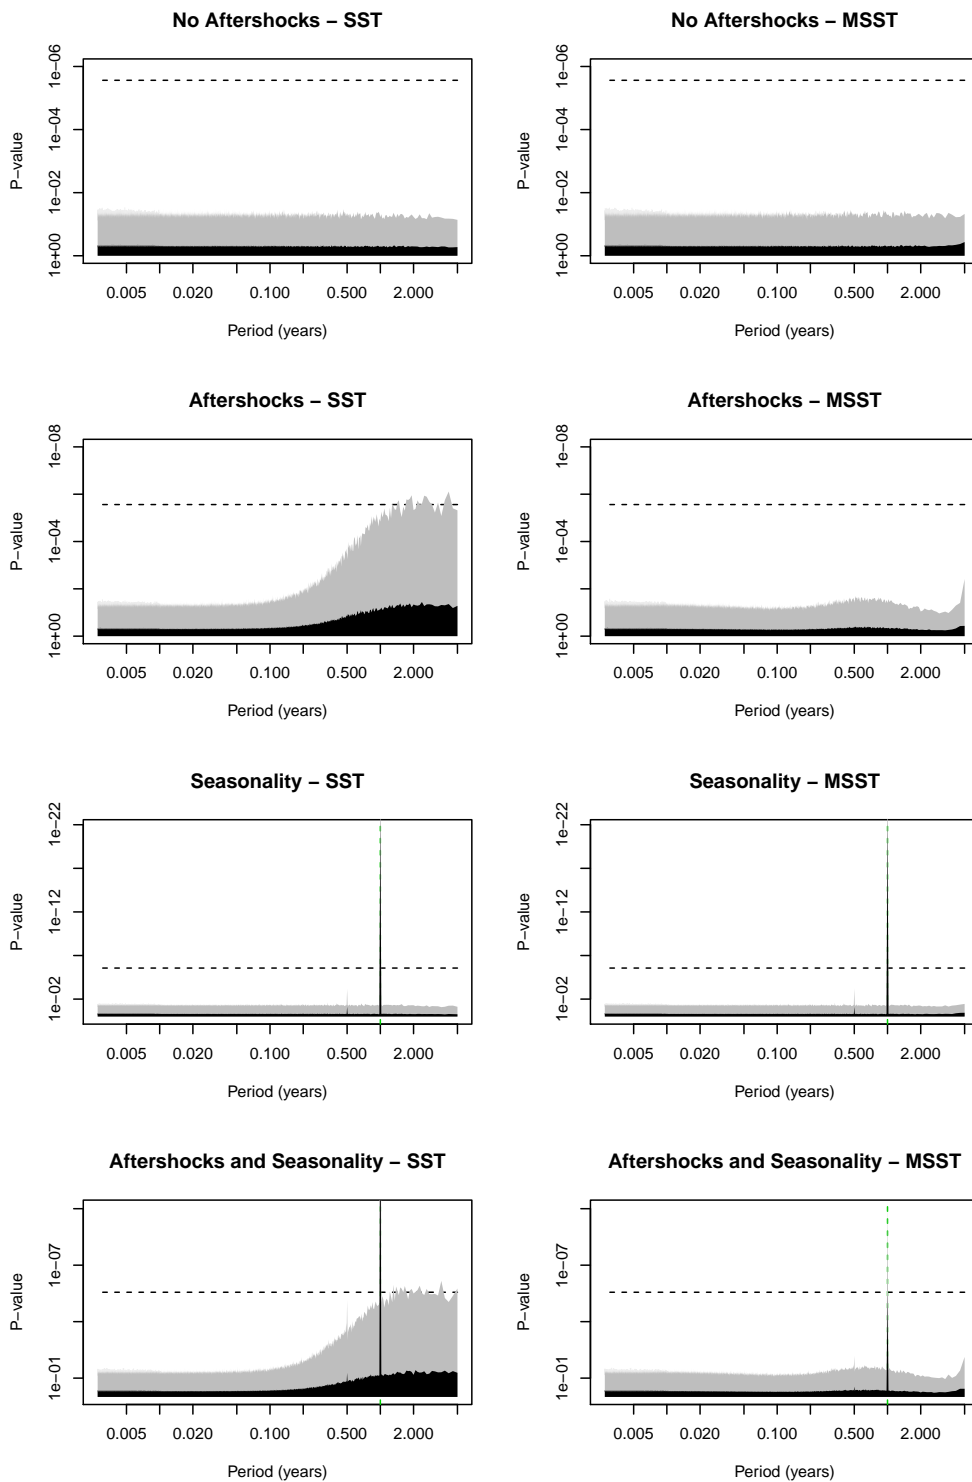 No Aftershocks − SST
P−value
1e−06
1e−04
1e−02
1e+00
0.005 0.020 0.100 0.500 2.000
Period (years)
No Aftershocks − MSST
P−value
1e−06
1e−04
1e−02
1e+00
0.005 0.020 0.100 0.500 2.000
Period (years)
Aftershocks − SST
P−value
1e−08
1e−04
1e+00
0.005 0.020 0.100 0.500 2.000
Period (years)
Aftershocks − MSST
P−value
1e−08
1e−04
1e+00
0.005 0.020 0.100 0.500 2.000
Period (years)
Seasonality − SST
P−value
1e−22
1e−12
1e−02
0.005 0.020 0.100 0.500 2.000
Period (years)
Seasonality − MSST
P−value
1e−22
1e−12
1e−02
0.005 0.020 0.100 0.500 2.000
Period (years)
Aftershocks and Seasonality − SST
P−value
1e−07
1e−01
0.005 0.020 0.100 0.500 2.000
Period (years)
Aftershocks and Seasonality − MSST
P−value
1e−07
1e−01
0.005 0.020 0.100 0.500 2.000
Period (years)